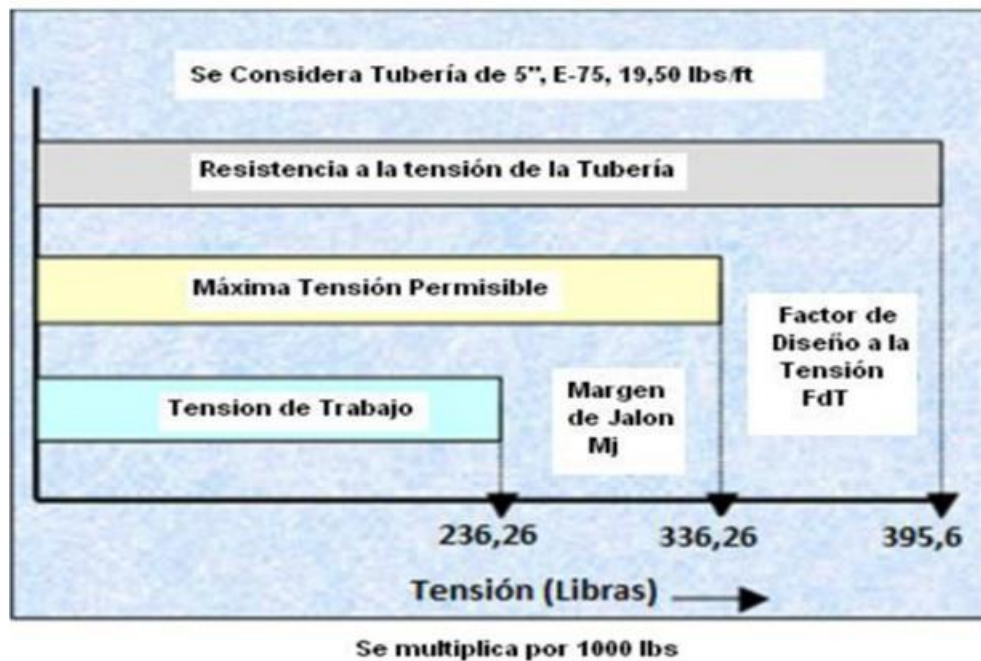 Se Considera Tubería de 5", E-75, 19,50 lbs/ft
Resistencia a la tensión de la Tubería
Máxima Tensión Permisible
Tension de Trabajo
Margen
de Jalon
Mj
Factor de
Diseño a la
Tensión
FdT
236,26
336,26
395,6
Tensión (Libras)
Se multiplica por 1000 lbs